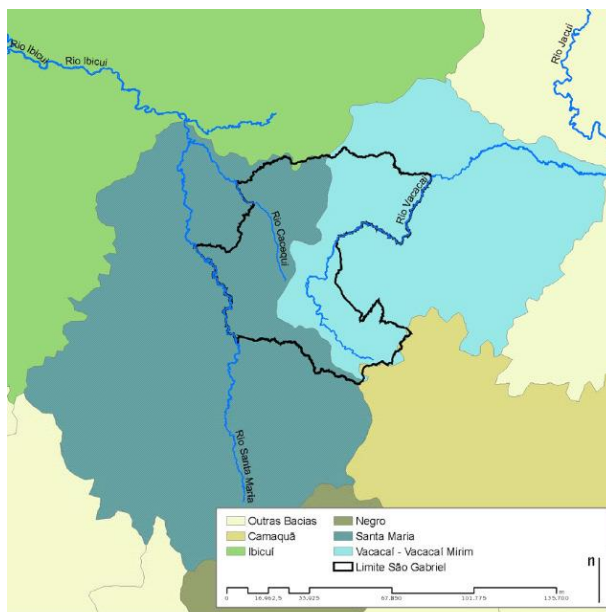 Rio Ibicuí
Rio Ibicuí
Rio Jacuí
Rio Vacacaí
Rio Cacequi
Rio Santa Maria
Outras Bacias
Negro
Camaquã
Santa Maria
Ibicuí
Vacacaí - Vacacaí Mirim
Limite São Gabriel
n
0 16.962,5 33.925 67.850 101.775 135.700
m